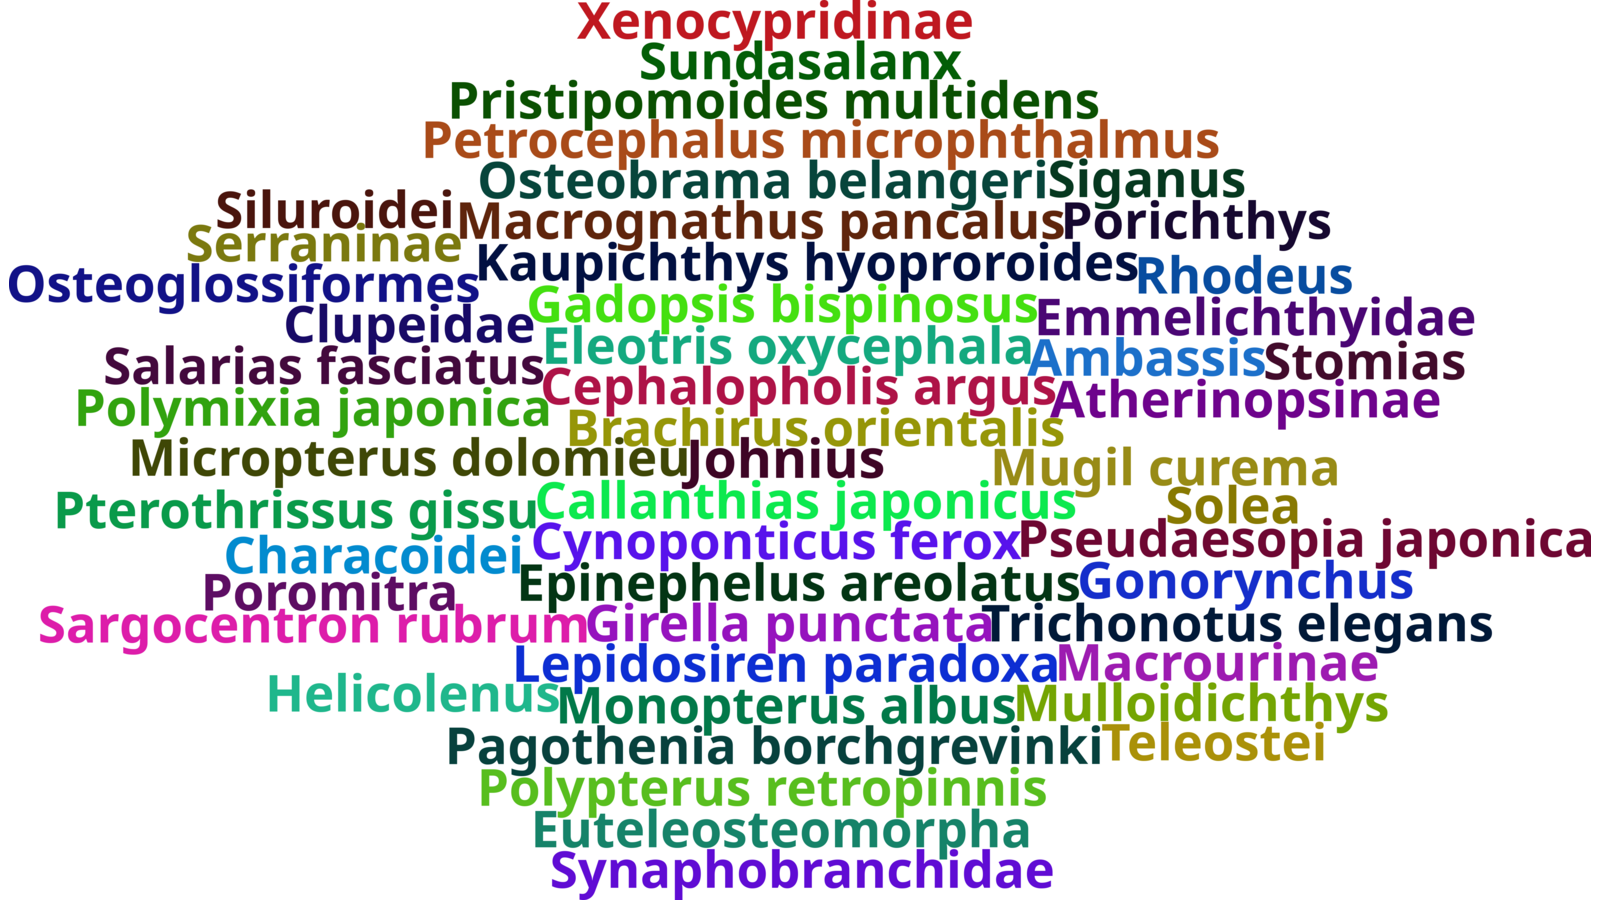 Xenocypridinae
Sundasalanx
Pristipomoides multidens
Petrocephalus microphthalmus
Osteobrama belangeri Siganus
Siluroidei Macrognathus pancalus Porichthys
Serraninae Kaupichthys hyoproroides Rhodeus
Osteoglossiformes Gadopsis bispinosus Emmelichthyidae
Clupeidae Eleotris oxycephala Ambassis Stomias
Salarias fasciatus Cephalopholis argus Atherinopsinae
Polymixia japonica Brachirus orientalis
Micropterus dolomieu Johnius Mugil curema
Pterothrissus gissu Callanthias japonicus Solea
Characoidei Cynoponticus ferox Pseudaesopia japonica
Poromitra Epinephelus areolatus Gonorynchus
Sargocentron rubrum Girella punctata Trichonotus elegans
Lepidosiren paradoxa Macrourinae
Helicolenus Monopterus albus Mulloidichthys
Pagothenia borchgrevinki Teleostei
Polypterus retropinnis
Euteleosteomorpha
Synaphobranchidae